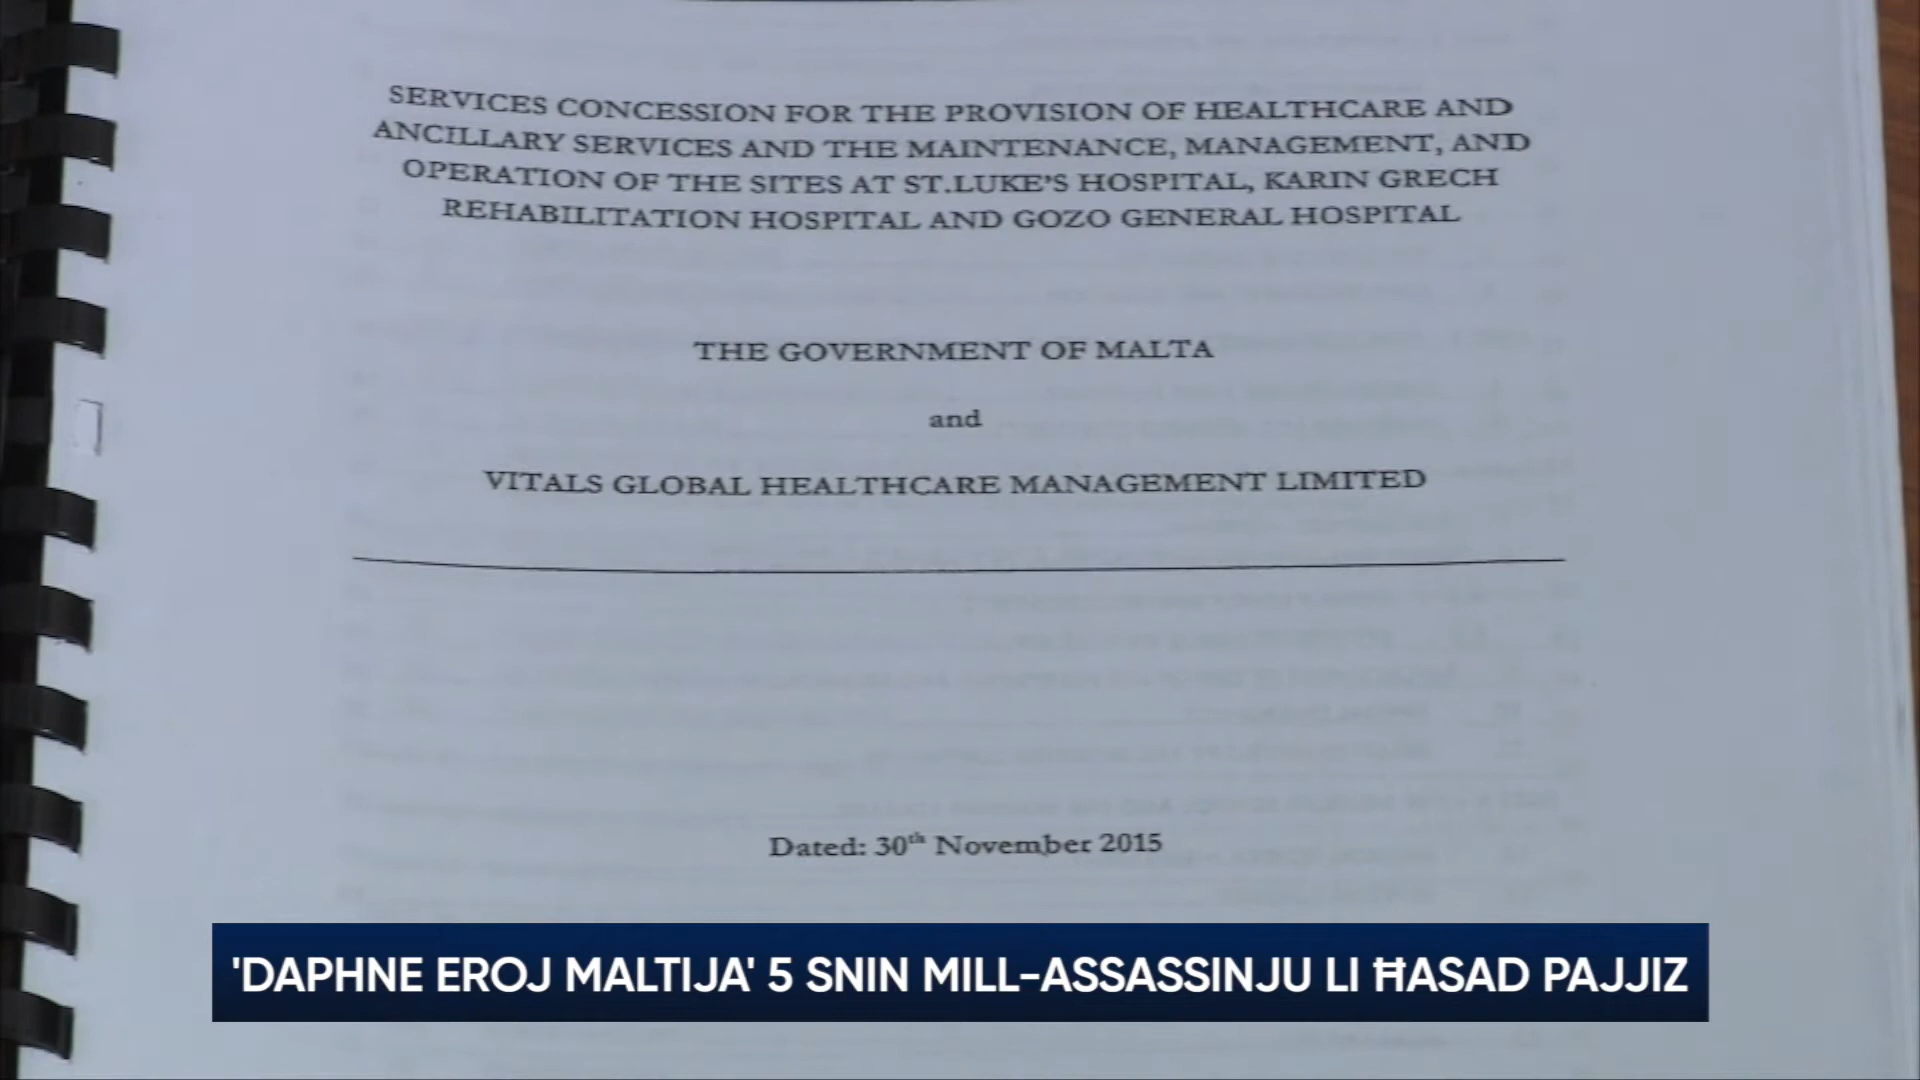 SERVICES CONCESSION FOR THE PROVISION OF HEALTHCARE AND
ANCILLARY SERVICES AND THE MAINTENANCE, MANAGEMENT, AND
OPERATION OF THE SITES AT ST.LUKE'S HOSPITAL, KARIN GRECH
REHABILITATION HOSPITAL AND GOZO GENERAL HOSPITAL
THE GOVERNMENT OF MALTA
and
VITALS GLOBAL HEALTHCARE MANAGEMENT LIMITED
Dated: 30th November 2015
'DAPHNE EROJ MALTIJA' 5 SNIN MILL-ASSASSINJU LI ĦASAD PAJJIZ